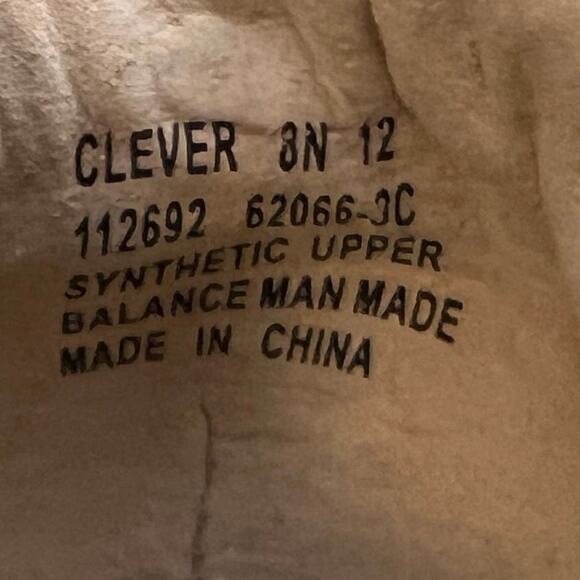 CLEVER 8N 12
112692 62066-3C
SYNTHETIC UPPER
BALANCE MAN MADE
MADE IN CHINA